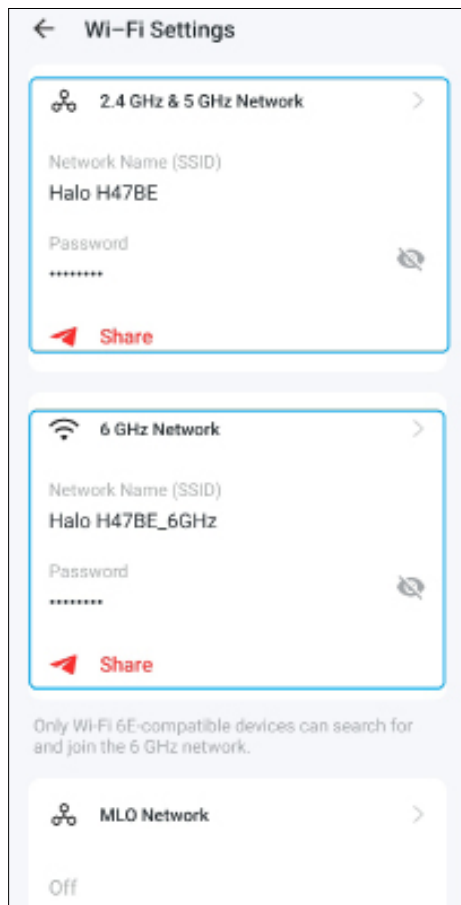 Wi-Fi Settings
2.4 GHz & 5 GHz Network
Network Name (SSID)
Halo H47BE
Password
••••••••
Share
6 GHz Network
Network Name (SSID)
Halo H47BE_6GHz
Password
••••••••
Share
Only Wi-Fi 6E-compatible devices can search for
and join the 6 GHz network.
MLO Network
Off